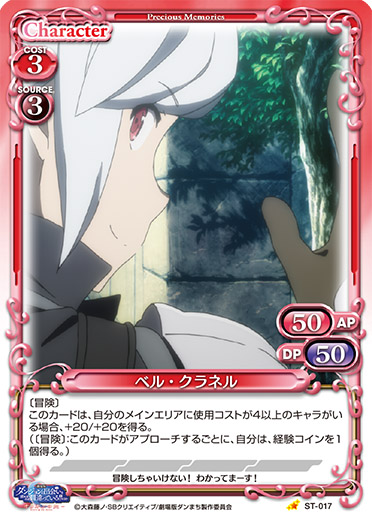 Precious Memories
Character
COST
3
SOURCE
3
50 AP
DP 50
ベル・クラネル
〔冒険〕
このカードは、自分のメインエリアに使用コストが4以上のキャラがい
る場合、+20/+20を得る。
(〔冒険〕:このカードがアプローチするごとに、自分は、経験コインを1
個得る。)
冒険しちゃいけない! わかってまーす!
©大森藤ノ・SBクリエイティブ/劇場版ダンまち製作委員会
ST-017